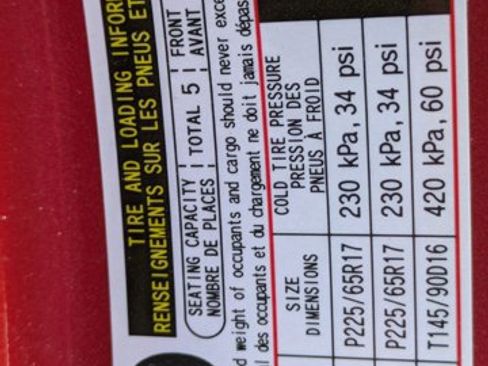 TIRE AND LOADING INFOR
RENSEIGNEMENTS SUR LES PNEUS ET
SEATING CAPACITY TOTAL 5 FRONT
NOMBRE DE PLACES AVANT
d weight of occupants and cargo should never exce
l des occupants et du chargement ne doit jamais dépas
SIZE COLD TIRE PRESSURE
DIMENSIONS PRESSION DES
PNEUS À FROID
P225/65R17 230 kPa, 34 psi
P225/65R17 230 kPa, 34 psi
T145/90D16 420 kPa, 60 psi